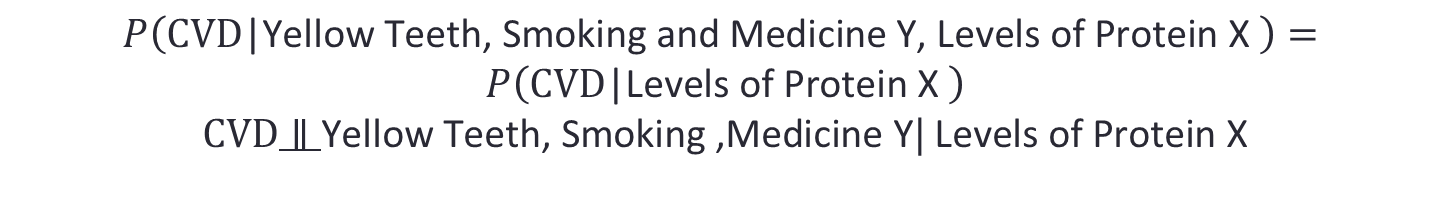 P(CVD|Yellow Teeth, Smoking and Medicine Y, Levels of Protein X ) =
P(CVD|Levels of Protein X )
CVD ⫫ Yellow Teeth, Smoking ,Medicine Y| Levels of Protein X